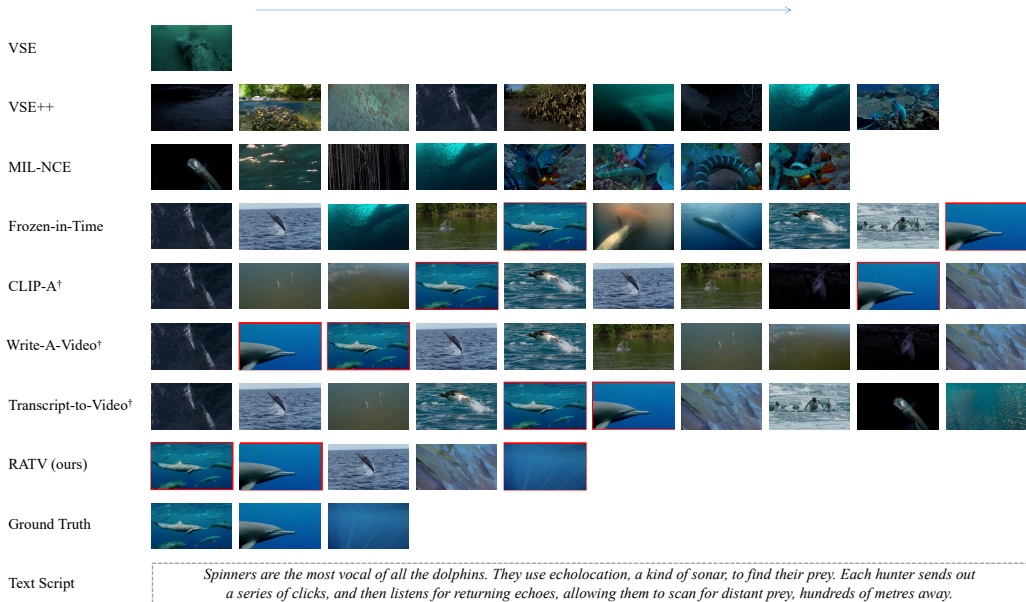 VSE
VSE++
MIL-NCE
Frozen-in-Time
CLIP-A†
Write-A-Video†
Transcript-to-Video†
RATV (ours)
Ground Truth
Text Script
Spinners are the most vocal of all the dolphins. They use echolocation, a kind of sonar, to find their prey. Each hunter sends out
a series of clicks, and then listens for returning echoes, allowing them to scan for distant prey, hundreds of metres away.